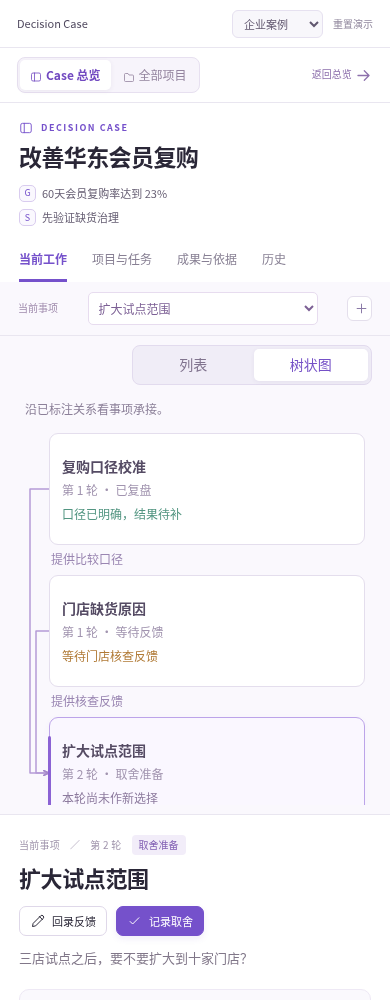 Decision Case
企业案例
重置演示
Case 总览
全部项目
返回总览
DECISION CASE
改善华东会员复购
G 60天会员复购率达到 23%
S 先验证缺货治理
当前工作 项目与任务 成果与依据 历史
当前事项 扩大试点范围
列表 树状图
沿已标注关系看事项承接。
复购口径校准
第 1 轮 · 已复盘
口径已明确，结果待补
提供比较口径
门店缺货原因
第 1 轮 · 等待反馈
等待门店核查反馈
提供核查反馈
扩大试点范围
第 2 轮 · 取舍准备
本轮尚未作新选择
当前事项 ／ 第 2 轮 取舍准备
扩大试点范围
回录反馈 记录取舍
三店试点之后，要不要扩大到十家门店？